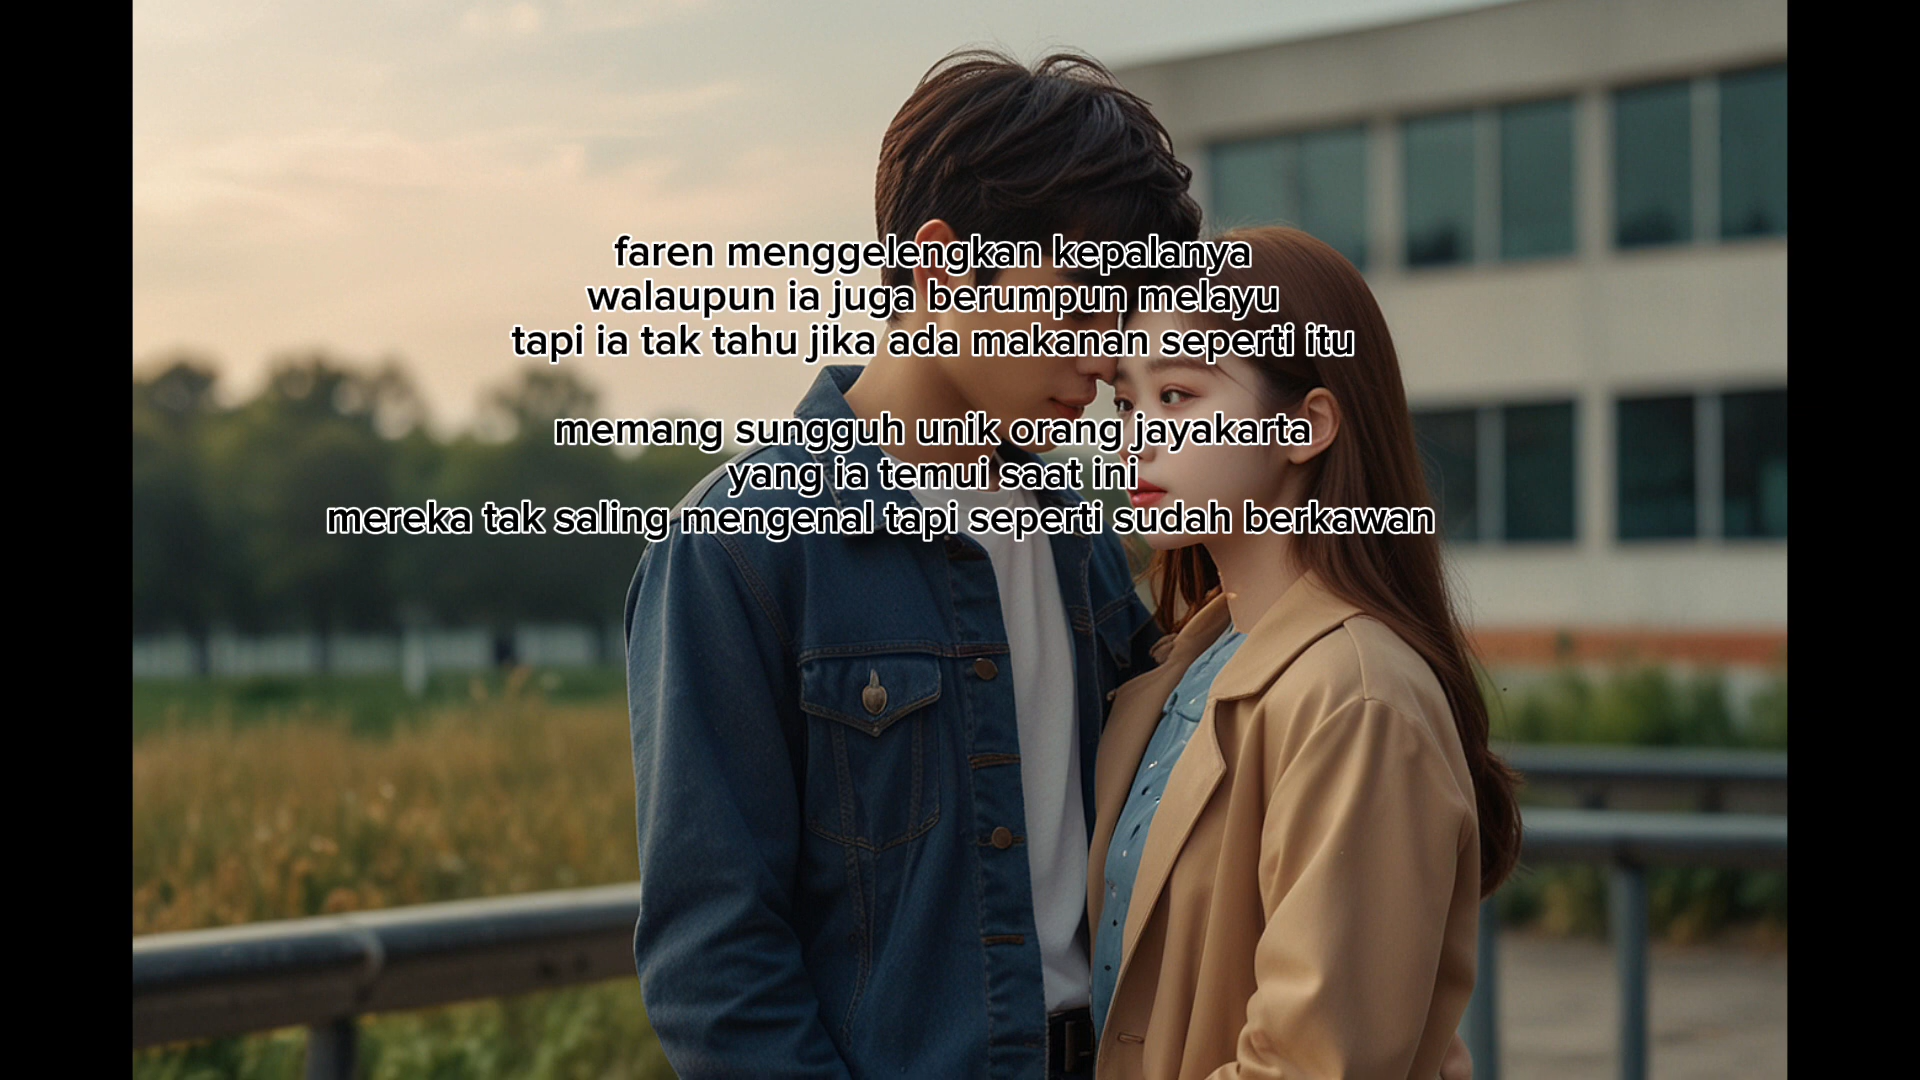 faren menggelengkan kepalanya
walaupun ia juga berumpun melayu
tapi ia tak tahu jika ada makanan seperti itu
memang sungguh unik orang jayakarta
yang ia temui saat ini
mereka tak saling mengenal tapi seperti sudah berkawan